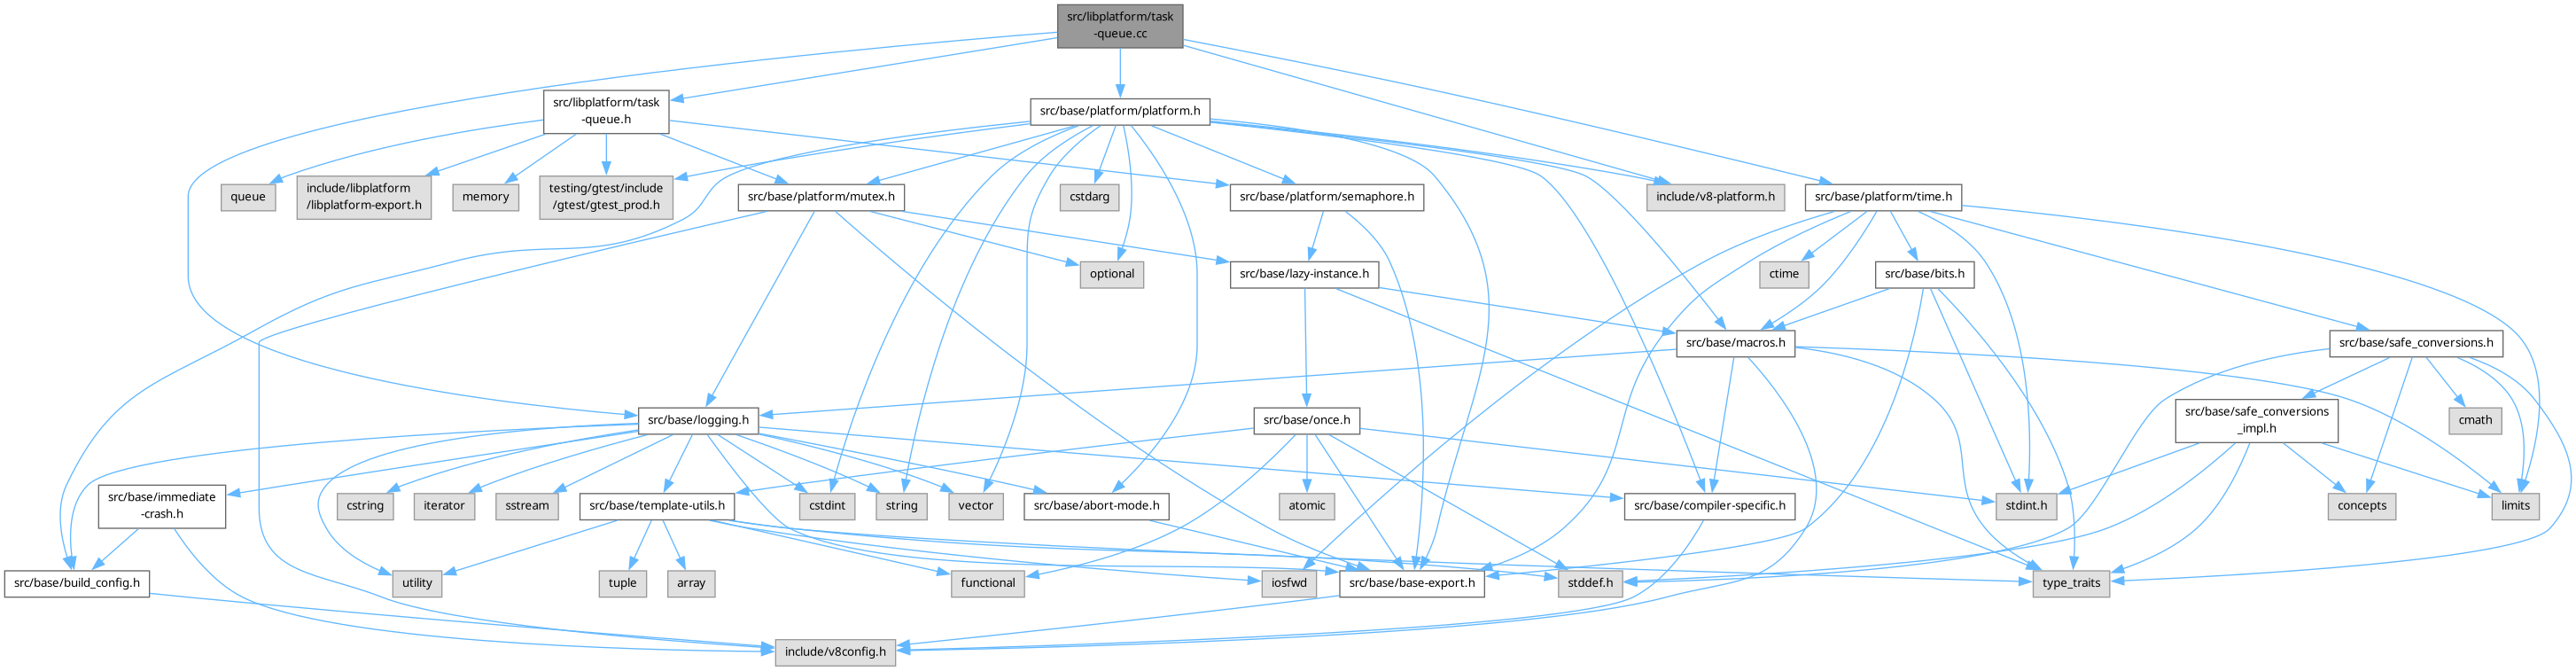 src/libplatform/task
-queue.cc
src/libplatform/task
-queue.h
src/base/platform/platform.h
queue
include/libplatform
/libplatform-export.h
memory
testing/gtest/include
/gtest/gtest_prod.h
src/base/platform/mutex.h
cstdarg
src/base/platform/semaphore.h
include/v8-platform.h
src/base/platform/time.h
optional
src/base/lazy-instance.h
ctime
src/base/bits.h
src/base/macros.h
src/base/safe_conversions.h
src/base/logging.h
src/base/once.h
src/base/safe_conversions
_impl.h
cmath
src/base/immediate
-crash.h
cstring
iterator
sstream
src/base/template-utils.h
cstdint
string
vector
src/base/abort-mode.h
atomic
src/base/compiler-specific.h
stdint.h
concepts
limits
src/base/build_config.h
utility
tuple
array
functional
iosfwd
src/base/base-export.h
stddef.h
type_traits
include/v8config.h